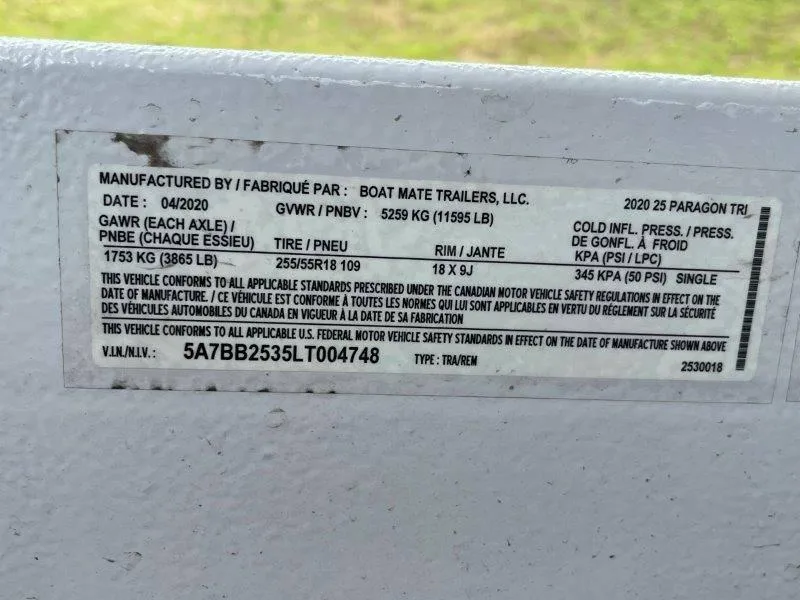 MANUFACTURED BY / FABRIQUÉ PAR : BOAT MATE TRAILERS, LLC.
DATE : 04/2020 GVWR / PNBV : 5259 KG (11595 LB) 2020 25 PARAGON TRI
GAWR (EACH AXLE) / PNBE (CHAQUE ESSIEU) TIRE / PNEU RIM / JANTE COLD INFL. PRESS. / PRESS. DE GONFL. À FROID KPA (PSI / LPC)
1753 KG (3865 LB) 255/55R18 109 18 X 9J 345 KPA (50 PSI) SINGLE
THIS VEHICLE CONFORMS TO ALL APPLICABLE STANDARDS PRESCRIBED UNDER THE CANADIAN MOTOR VEHICLE SAFETY REGULATIONS IN EFFECT ON THE
DATE OF MANUFACTURE. / CE VÉHICULE EST CONFORME À TOUTES LES NORMES QUI LUI SONT APPLICABLES EN VERTU DU RÉGLEMENT SUR LA SÉCURITÉ
DES VÉHICULES AUTOMOBILES DU CANADA EN VIGUEUR À LA DATE DE SA FABRICATION
THIS VEHICLE CONFORMS TO ALL APPLICABLE U.S. FEDERAL MOTOR VEHICLE SAFETY STANDARDS IN EFFECT ON THE DATE OF MANUFACTURE SHOWN ABOVE
V.I.N./N.I.V.: 5A7BB2535LT004748 TYPE : TRA/REM 2530018